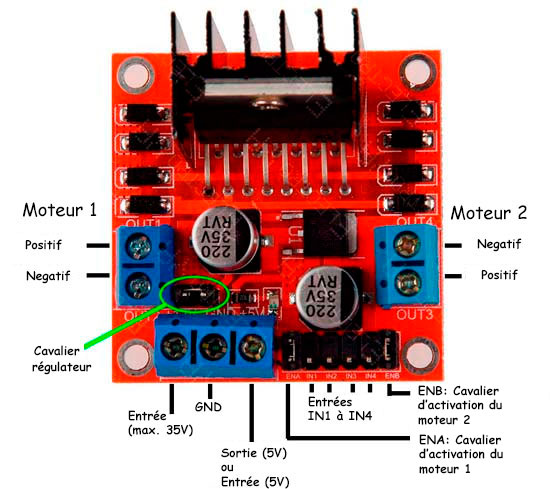 Moteur 1
Moteur 2
Positif
Negatif
Negatif
Positif
OUT1
OUT4
OUT3
220
35V
RVT
220
35V
RVT
GND
+5V
Cavalier
régulateur
ENA
IN1
IN2
IN3
IN4
ENB
Entrée
(max. 35V)
GND
Sortie (5V)
ou
Entrée (5V)
Entrées
IN1 à IN4
ENB: Cavalier
d'activation du
moteur 2
ENA: Cavalier
d'activation du
moteur 1